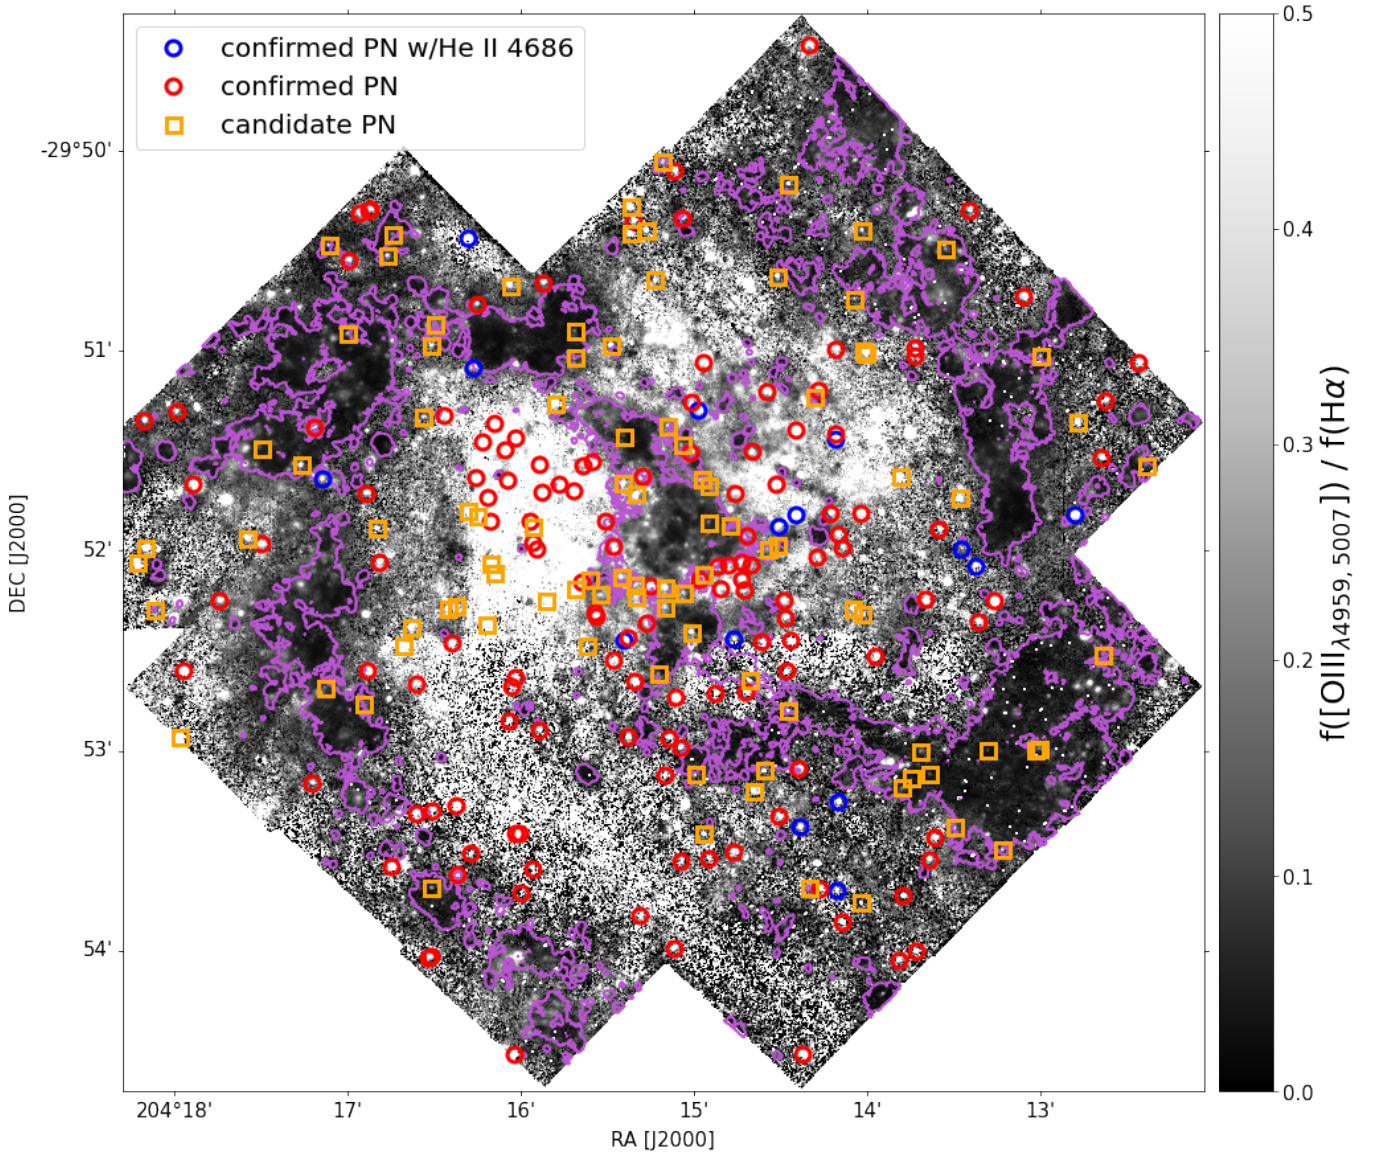 confirmed PN w/He II 4686
confirmed PN
candidate PN
-29°50'
51'
52'
53'
54'
DEC [J2000]
204°18'
17'
16'
15'
14'
13'
RA [J2000]
0.5
0.4
0.3
0.2
0.1
0.0
f([OIII]λ4959, 5007]) / f(Hα)